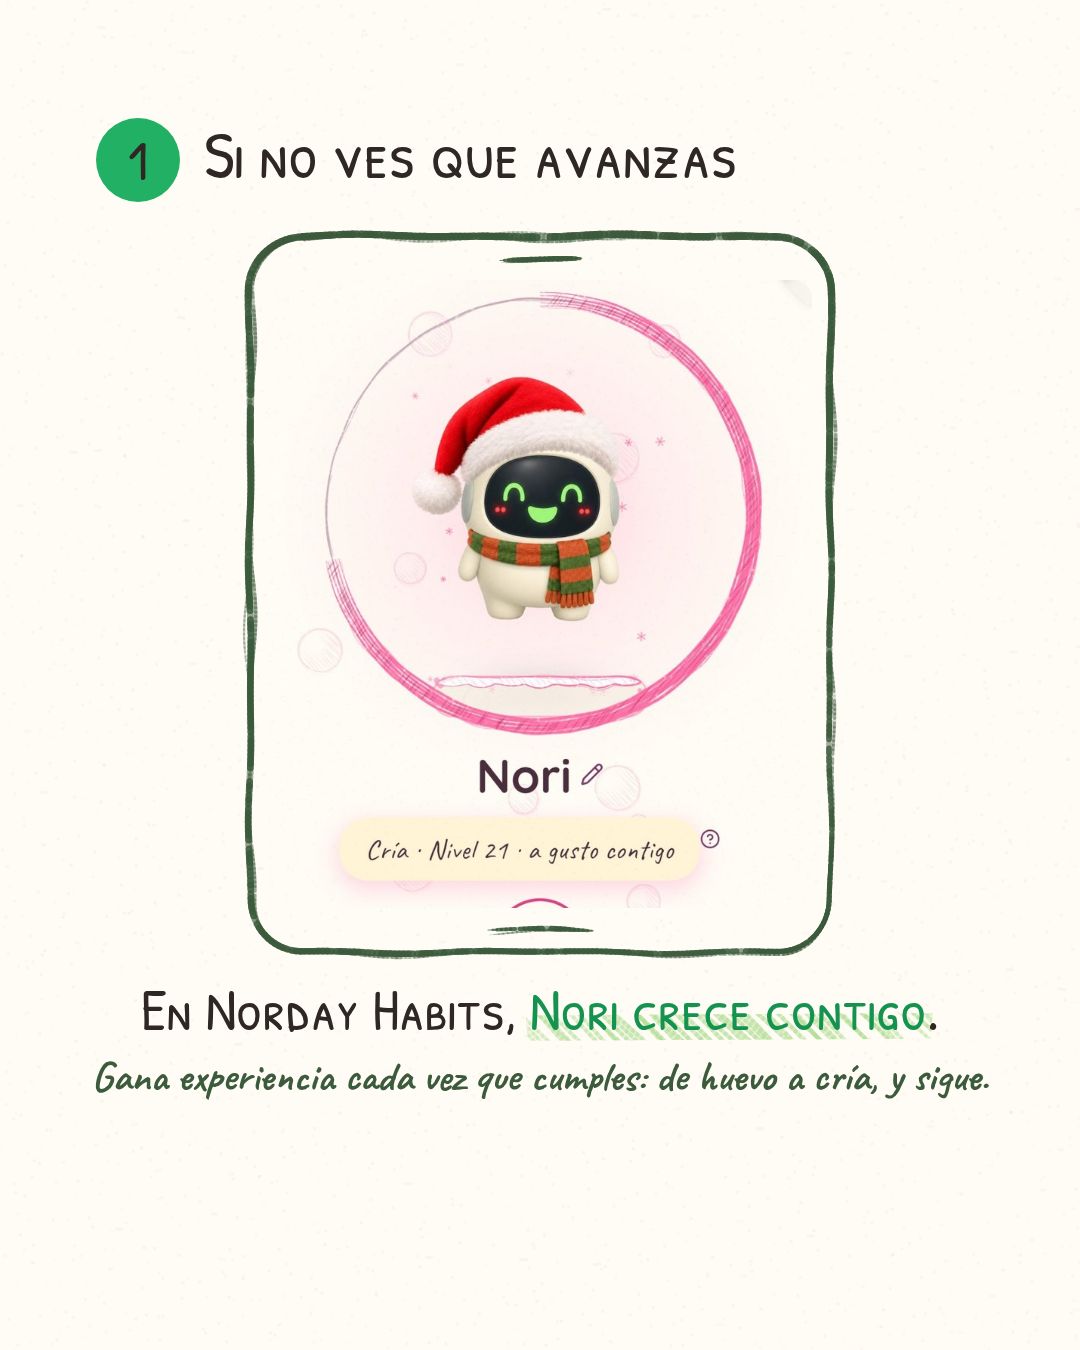 1 Si no ves que avanzas
Nori
Cría · Nivel 21 · a gusto contigo
?
En Norday Habits, Nori crece contigo.
Gana experiencia cada vez que cumples: de huevo a cría, y sigue.